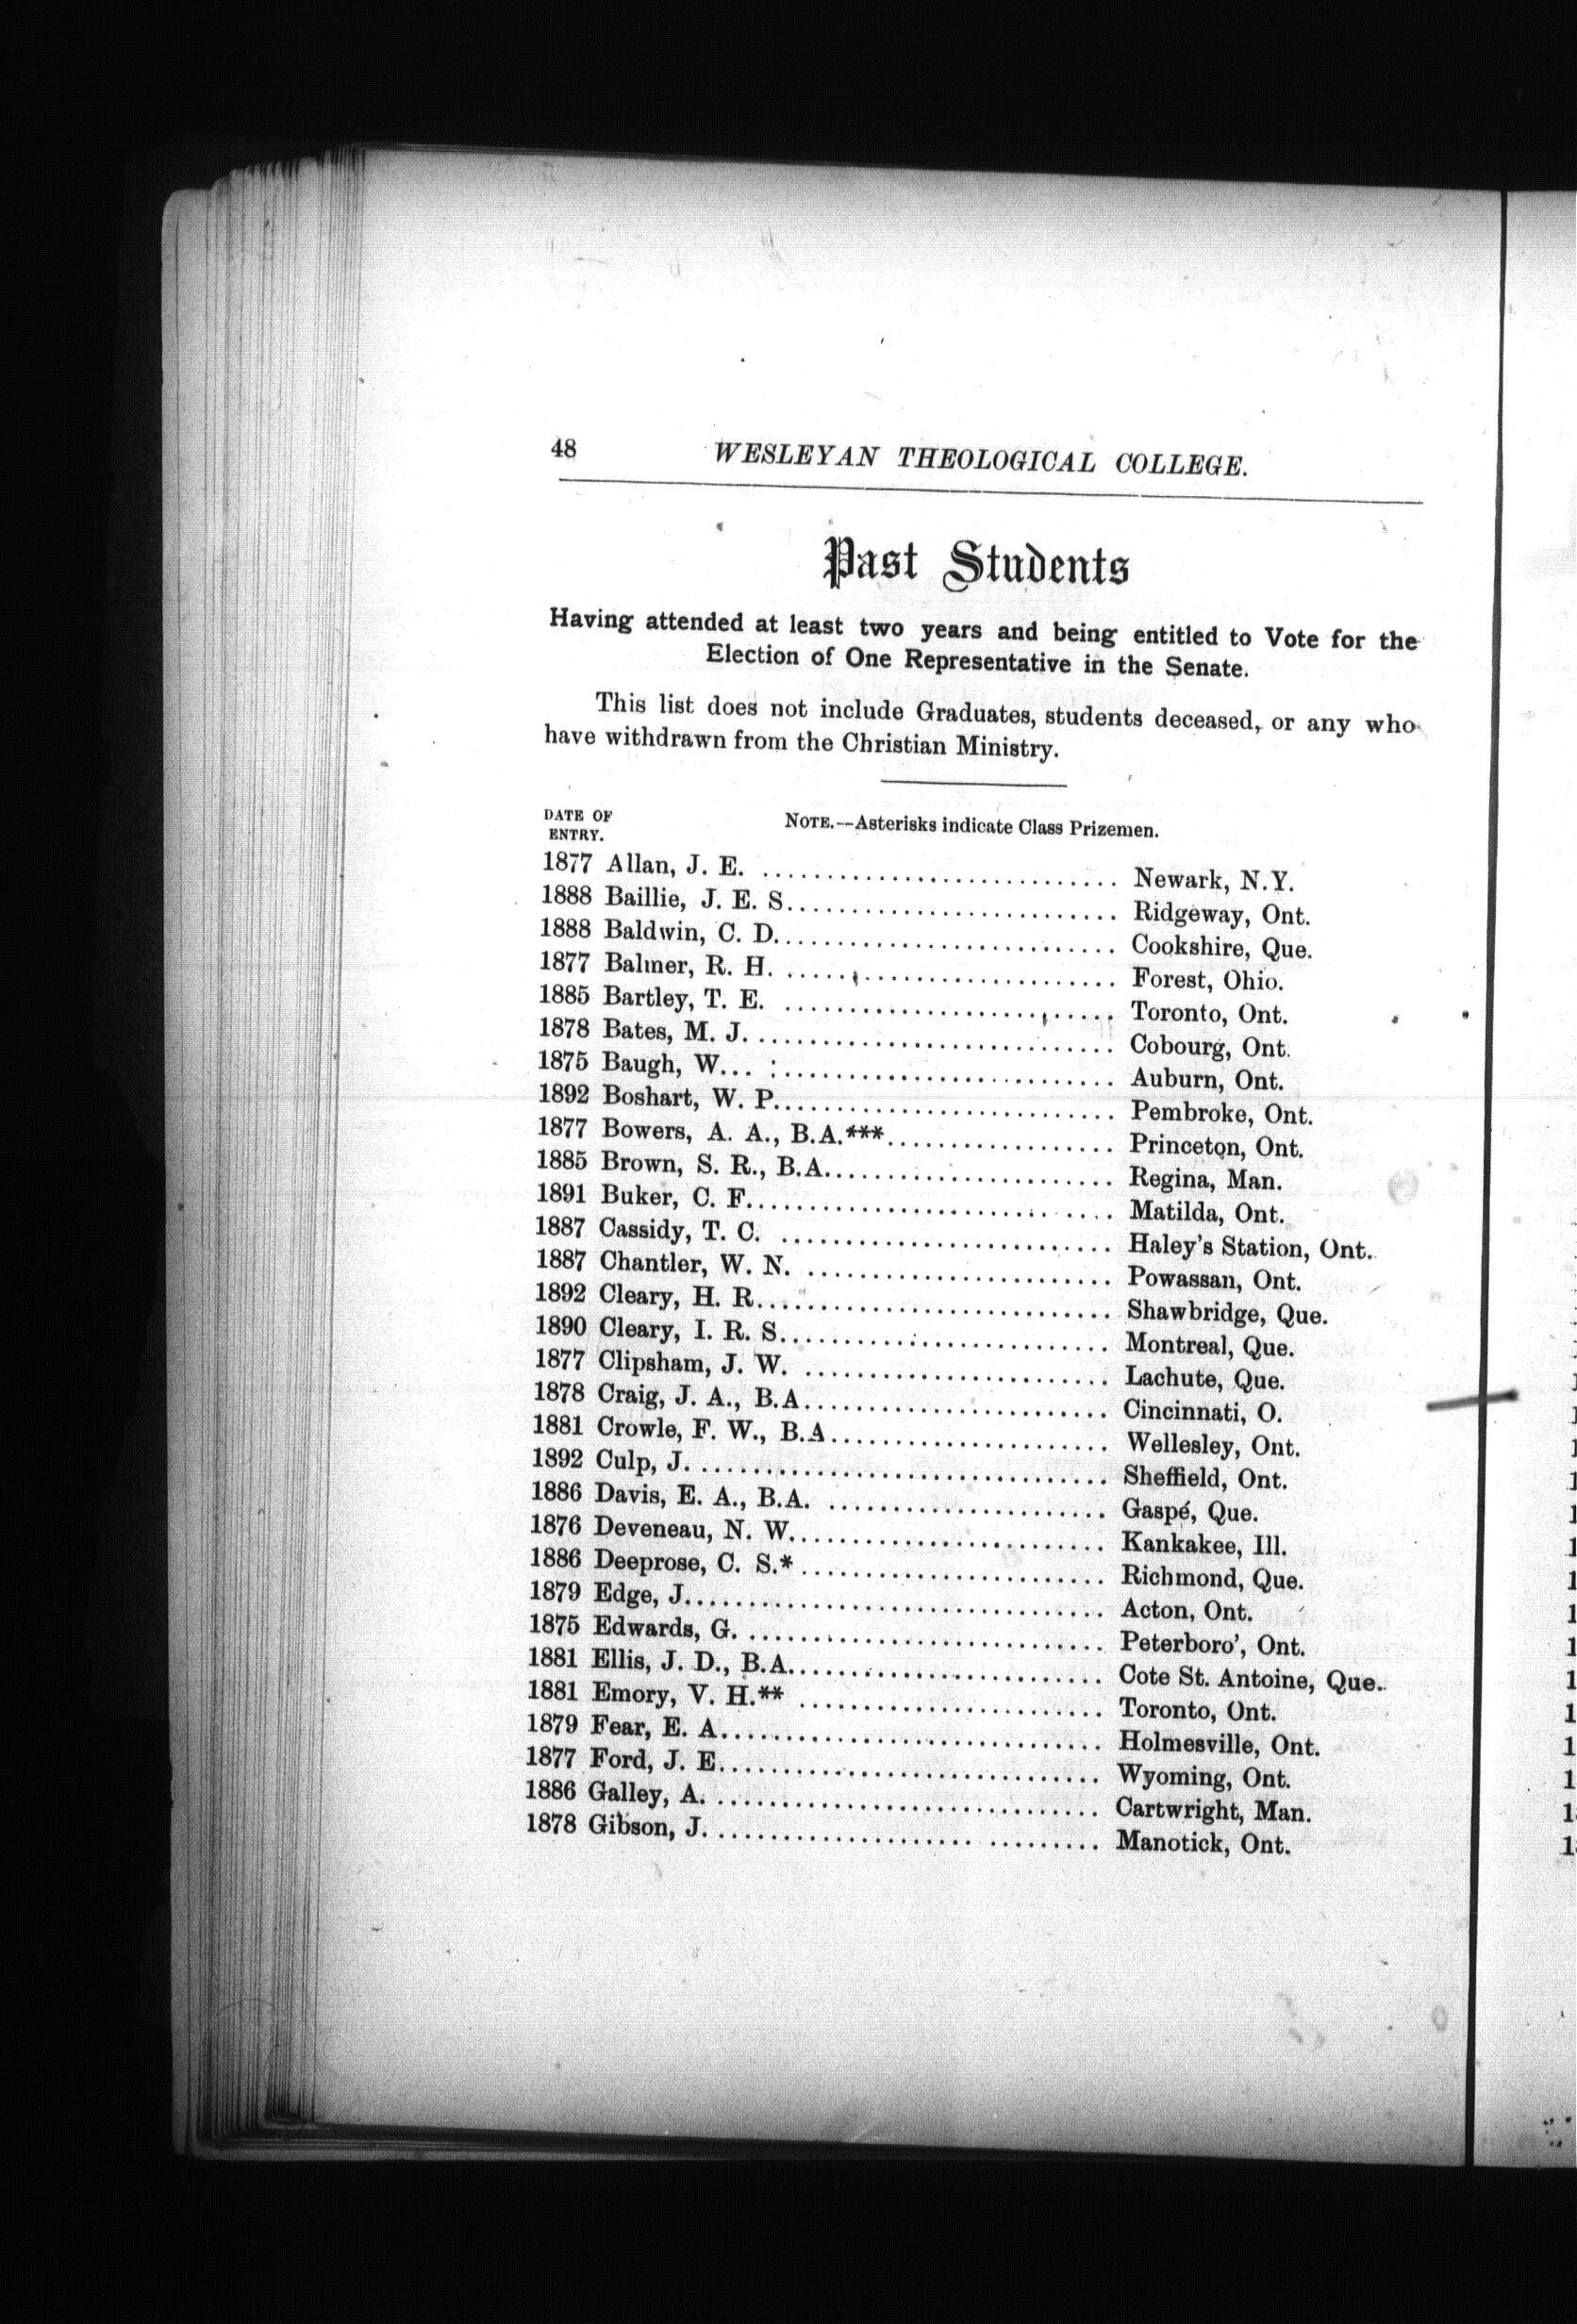 48 WESLEYAN THEOLOGICAL COLLEGE.
Past Students
Having attended at least two years and being entitled to Vote for the
Election of One Representative in the Senate.
This list does not include Graduates, students deceased, or any who
have withdrawn from the Christian Ministry.
DATE OF
ENTRY.
NOTE.--Asterisks indicate Class Prizemen.
1877 Allan, J. E. ............................ Newark, N.Y.
1888 Baillie, J. E. S.......................... Ridgeway, Ont.
1888 Baldwin, C. D........................... Cookshire, Que.
1877 Balmer, R. H. .......................... Forest, Ohio.
1885 Bartley, T. E. .......................... Toronto, Ont.
1878 Bates, M. J. ............................ Cobourg, Ont.
1875 Baugh, W... : .......................... Auburn, Ont.
1892 Boshart, W. P........................... Pembroke, Ont.
1877 Bowers, A. A., B.A.***.................. Princeton, Ont.
1885 Brown, S. R., B.A....................... Regina, Man.
1891 Buker, C. F............................. Matilda, Ont.
1887 Cassidy, T. C. .......................... Haley's Station, Ont.
1887 Chantler, W. N. ........................ Powassan, Ont.
1892 Cleary, H. R............................ Shawbridge, Que.
1890 Cleary, I. R. S.......................... Montreal, Que.
1877 Clipsham, J. W. ........................ Lachute, Que.
1878 Craig, J. A., B.A........................ Cincinnati, O.
1881 Crowle, F. W., B.A...................... Wellesley, Ont.
1892 Culp, J. ................................ Sheffield, Ont.
1886 Davis, E. A., B.A. ...................... Gaspé, Que.
1876 Deveneau, N. W......................... Kankakee, Ill.
1886 Deeprose, C. S.*........................ Richmond, Que.
1879 Edge, J................................. Acton, Ont.
1875 Edwards, G. ............................ Peterboro', Ont.
1881 Ellis, J. D., B.A......................... Cote St. Antoine, Que.
1881 Emory, V. H.** ........................ Toronto, Ont.
1879 Fear, E. A.............................. Holmesville, Ont.
1877 Ford, J. E.............................. Wyoming, Ont.
1886 Galley, A. .............................. Cartwright, Man.
1878 Gibson, J. .............................. Manotick, Ont.